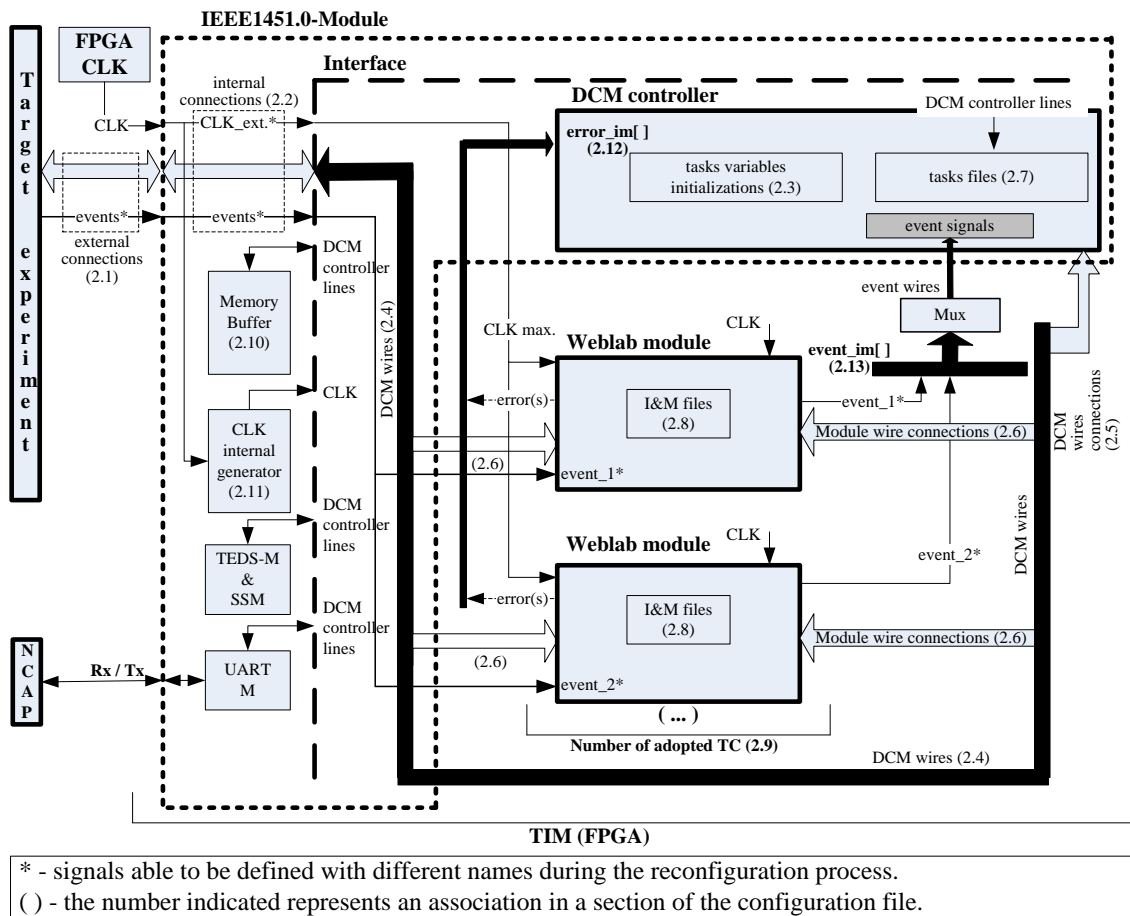 IEEE1451.0-Module
FPGA
CLK
Target experiment
Interface
internal
connections (2.2)
CLK
CLK_ext.*
DCM controller
DCM controller lines
error_im[ ]
(2.12)
tasks variables
initializations (2.3)
tasks files (2.7)
event signals
events*
events*
external
connections
(2.1)
DCM
controller
lines
Memory
Buffer
(2.10)
DCM wires (2.4)
event wires
Mux
CLK max.
CLK
Weblab module
event_im[ ]
(2.13)
CLK
error(s)
I&M files
(2.8)
event_1*
CLK
internal
generator
(2.11)
Module wire connections (2.6)
DCM
wires
connections
(2.5)
(2.6)
event_1*
DCM
controller
lines
TEDS-M
&
SSM
CLK
Weblab module
event_2*
DCM wires
error(s)
I&M files
(2.8)
DCM
controller
lines
Module wire connections (2.6)
(2.6)
NCAP
Rx / Tx
UART
M
event_2*
( ... )
Number of adopted TC (2.9)
DCM wires (2.4)
TIM (FPGA)
* - signals able to be defined with different names during the reconfiguration process.
( ) - the number indicated represents an association in a section of the configuration file.